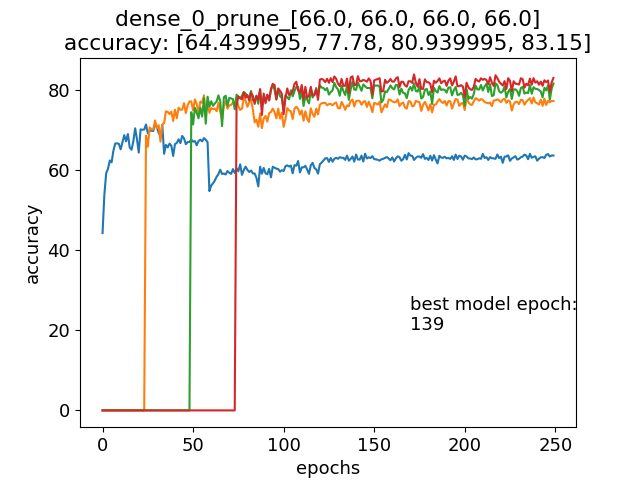 dense_0_prune_[66.0, 66.0, 66.0, 66.0]
accuracy: [64.439995, 77.78, 80.939995, 83.15]
80
60
40
20
0
accuracy
best model epoch:
139
0 50 100 150 200 250
epochs